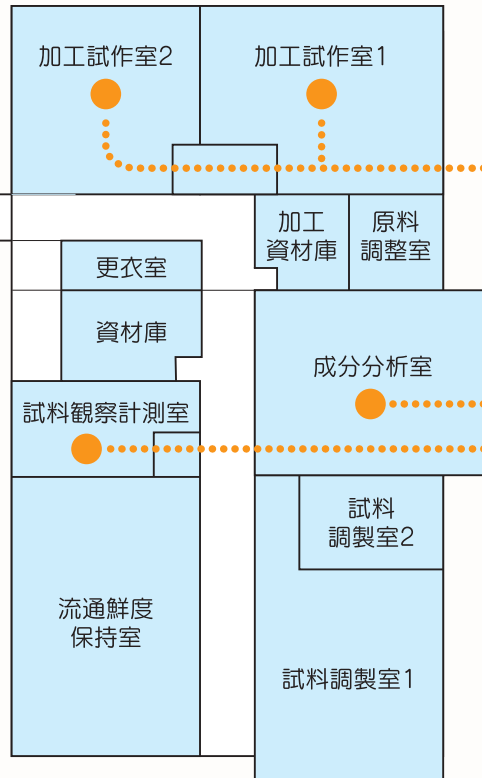 加工試作室2
加工試作室1
加工
資材庫
原料
調整室
更衣室
資材庫
成分分析室
試料観察計測室
試料
調製室2
流通鮮度
保持室
試料調製室1